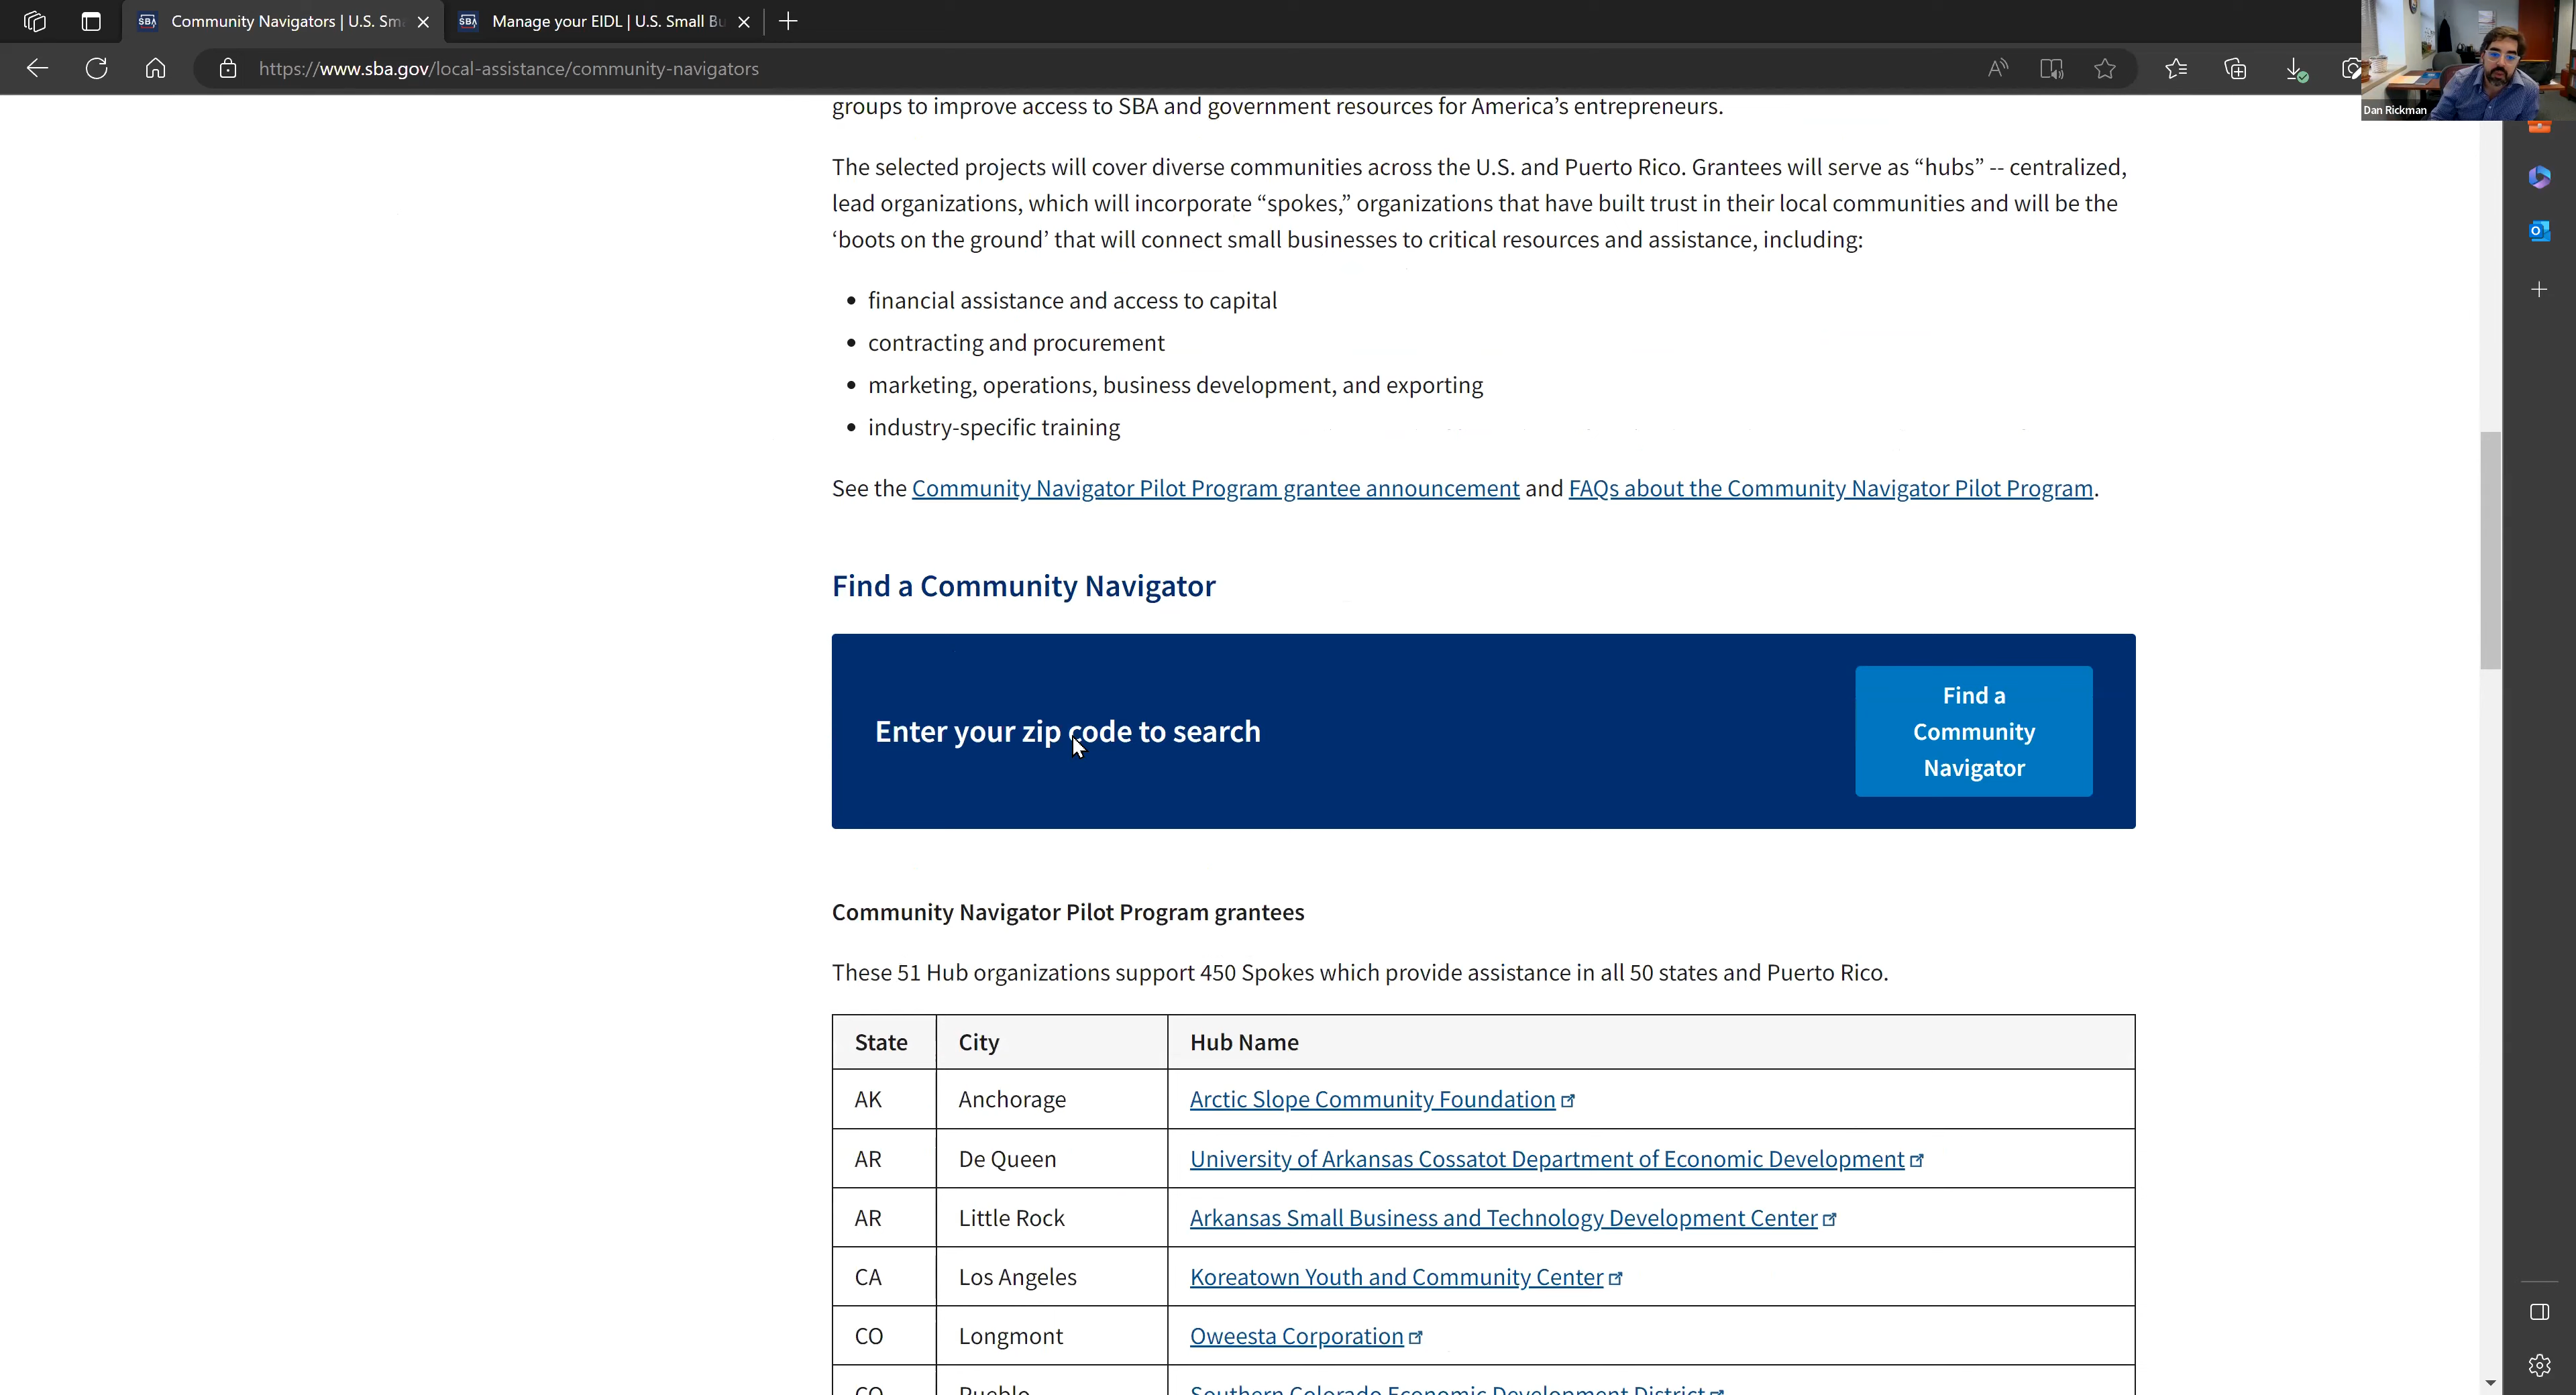 Community Navigators | U.S. Sm
Manage your EIDL | U.S. Small Bu
https://www.sba.gov/local-assistance/community-navigators
Dan Rickman
groups to improve access to SBA and government resources for America’s entrepreneurs.
The selected projects will cover diverse communities across the U.S. and Puerto Rico. Grantees will serve as “hubs” -- centralized,
lead organizations, which will incorporate “spokes,” organizations that have built trust in their local communities and will be the
‘boots on the ground’ that will connect small businesses to critical resources and assistance, including:
• financial assistance and access to capital
• contracting and procurement
• marketing, operations, business development, and exporting
• industry-specific training
See the Community Navigator Pilot Program grantee announcement and FAQs about the Community Navigator Pilot Program.
Find a Community Navigator
Enter your zip code to search
Find a
Community
Navigator
Community Navigator Pilot Program grantees
These 51 Hub organizations support 450 Spokes which provide assistance in all 50 states and Puerto Rico.
State City Hub Name
AK Anchorage Arctic Slope Community Foundation
AR De Queen University of Arkansas Cossatot Department of Economic Development
AR Little Rock Arkansas Small Business and Technology Development Center
CA Los Angeles Koreatown Youth and Community Center
CO Longmont Oweesta Corporation
CO Pueblo Southern Colorado Economic Development District